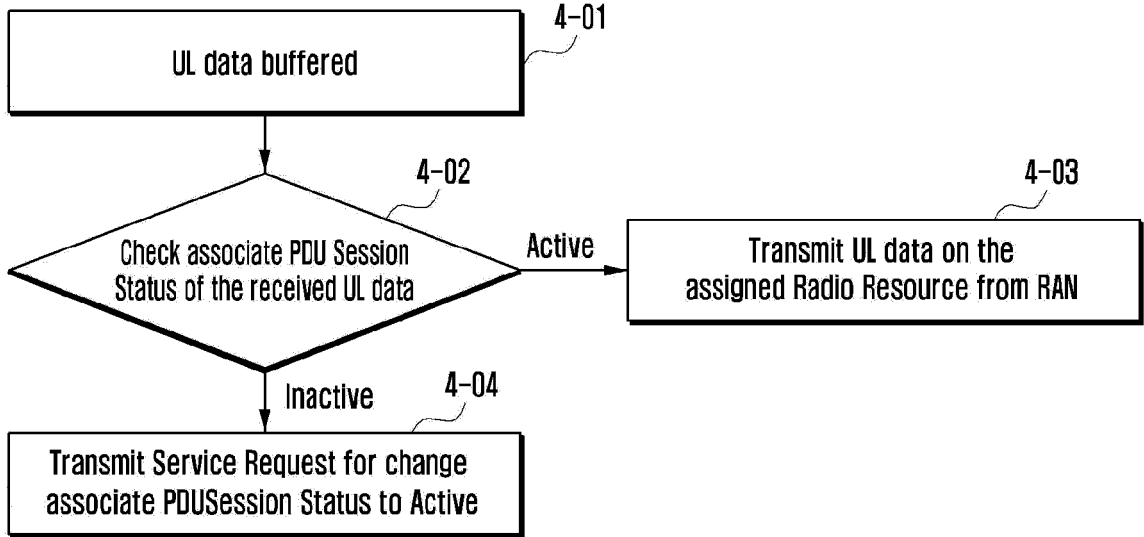 4-01
UL data buffered
4-02
Check associate PDU Session
Status of the received UL data
Active
4-03
Transmit UL data on the
assigned Radio Resource from RAN
Inactive
4-04
Transmit Service Request for change
associate PDUSession Status to Active